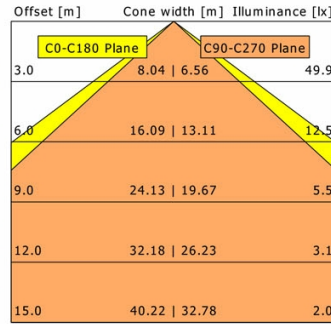 Offset [m] Cone width [m] Illuminance [lx]
C0-C180 Plane C90-C270 Plane
3.0 8.04 | 6.56 49.9
6.0 16.09 | 13.11 12.5
9.0 24.13 | 19.67 5.5
12.0 32.18 | 26.23 3.1
15.0 40.22 | 32.78 2.0